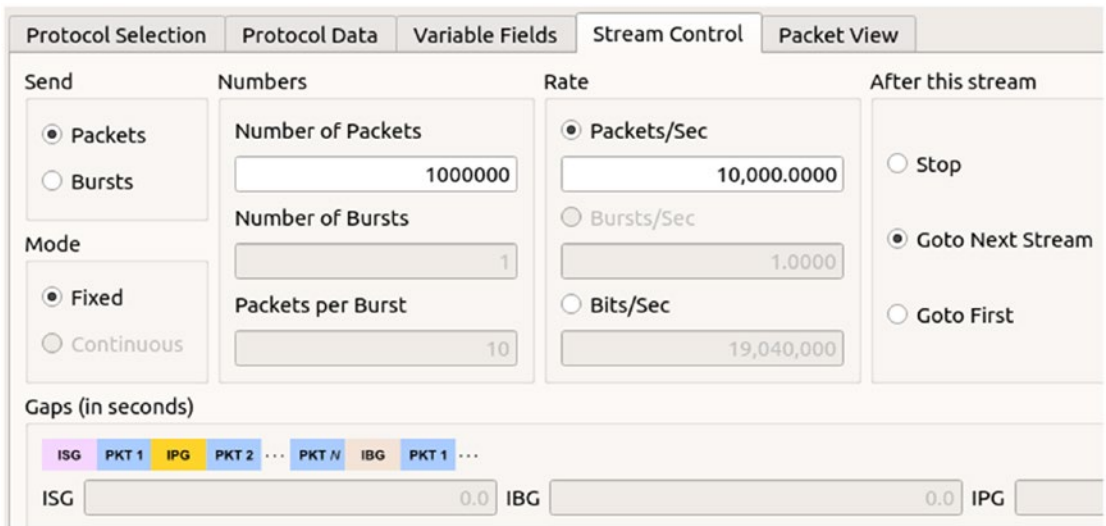 Protocol Selection
Protocol Data
Variable Fields
Stream Control
Packet View
Send
Packets
Bursts
Mode
Fixed
Continuous
Numbers
Number of Packets
1000000
Number of Bursts
1
Packets per Burst
10
Rate
Packets/Sec
10,000.0000
Bursts/Sec
1.0000
Bits/Sec
19,040,000
After this stream
Stop
Goto Next Stream
Goto First
Gaps (in seconds)
ISG PKT 1 IPG PKT 2 ··· PKT N IBG PKT 1 ···
ISG 0.0 IBG 0.0 IPG